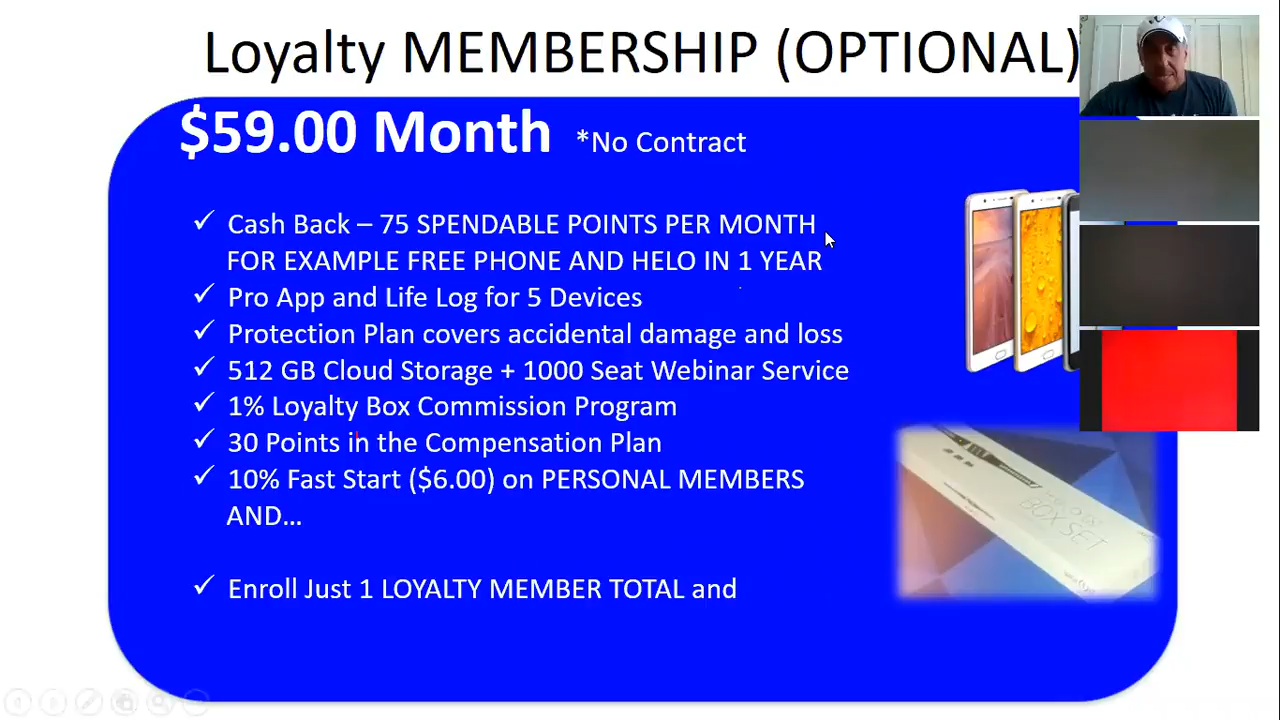 Loyalty MEMBERSHIP (OPTIONAL)
$59.00 Month *No Contract
✓ Cash Back – 75 SPENDABLE POINTS PER MONTH
FOR EXAMPLE FREE PHONE AND HELO IN 1 YEAR
✓ Pro App and Life Log for 5 Devices
✓ Protection Plan covers accidental damage and loss
✓ 512 GB Cloud Storage + 1000 Seat Webinar Service
✓ 1% Loyalty Box Commission Program
✓ 30 Points in the Compensation Plan
✓ 10% Fast Start ($6.00) on PERSONAL MEMBERS
AND...
✓ Enroll Just 1 LOYALTY MEMBER TOTAL and
BOX SET